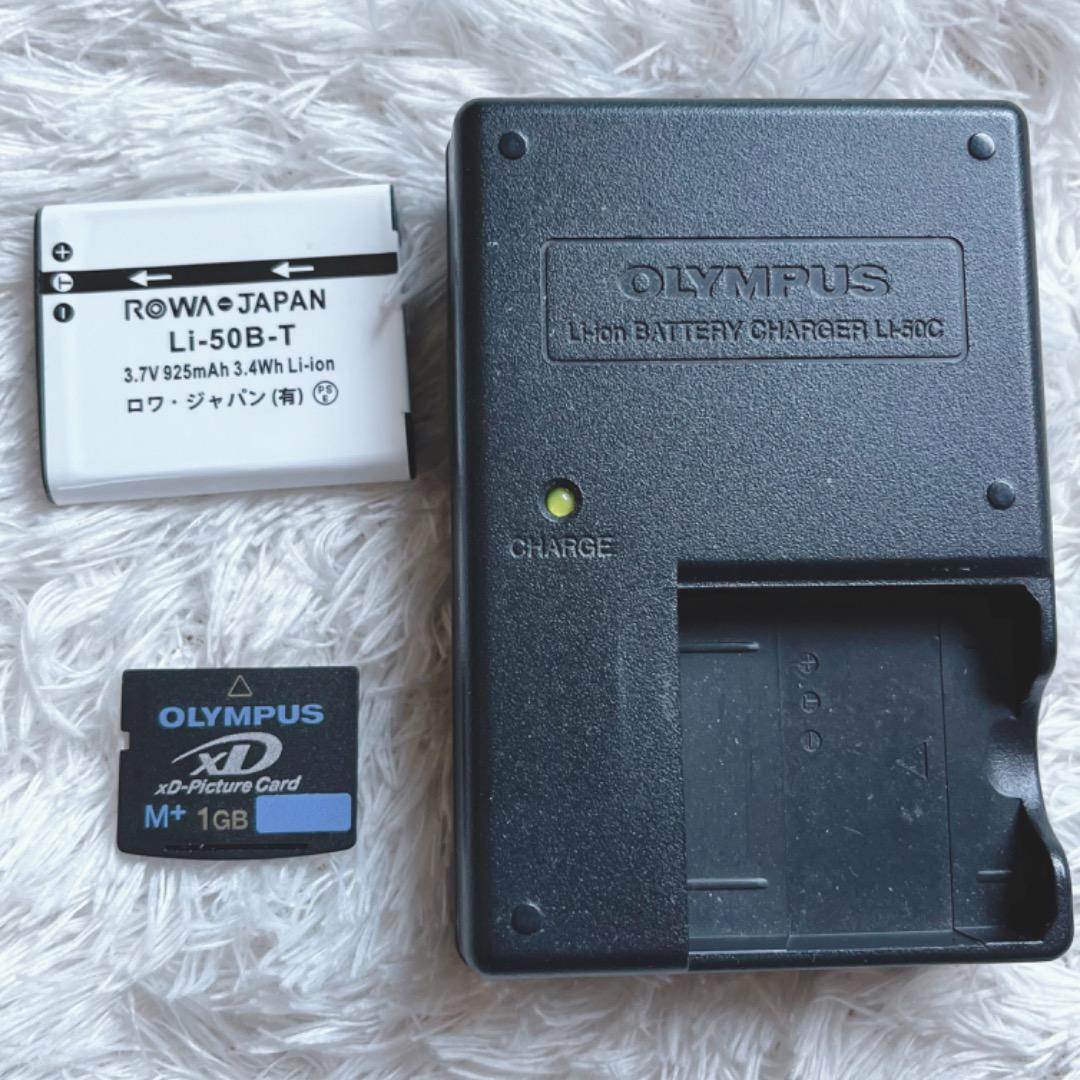 ROWA JAPAN
Li-50B-T
3.7V 925mAh 3.4Wh Li-ion
ロワ・ジャパン(有) PSE
+
T
−
OLYMPUS
xD
xD-Picture Card
M+ 1GB
OLYMPUS
Li-ion BATTERY CHARGER LI-50C
CHARGE
+
T
−